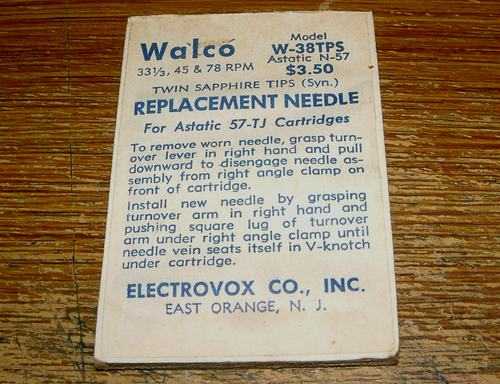 Walco
Model
W-38TPS
Astatic N-57
33⅓, 45 & 78 RPM
$3.50
TWIN SAPPHIRE TIPS (Syn.)
REPLACEMENT NEEDLE
For Astatic 57-TJ Cartridges
To remove worn needle, grasp turn-
over lever in right hand and pull
downward to disengage needle as-
sembly from right angle clamp on
front of cartridge.
Install new needle by grasping
turnover arm in right hand and
pushing square lug of turnover
arm under right angle clamp until
needle vein seats itself in V-knotch
under cartridge.
ELECTROVOX CO., INC.
EAST ORANGE, N. J.